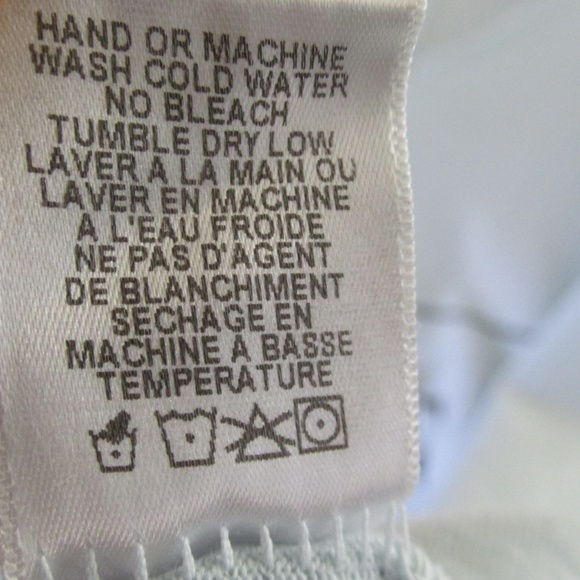 HAND OR MACHINE
WASH COLD WATER
NO BLEACH
TUMBLE DRY LOW
LAVER A LA MAIN OU
LAVER EN MACHINE
A L'EAU FROIDE
NE PAS D'AGENT
DE BLANCHIMENT
SECHAGE EN
MACHINE A BASSE
TEMPERATURE